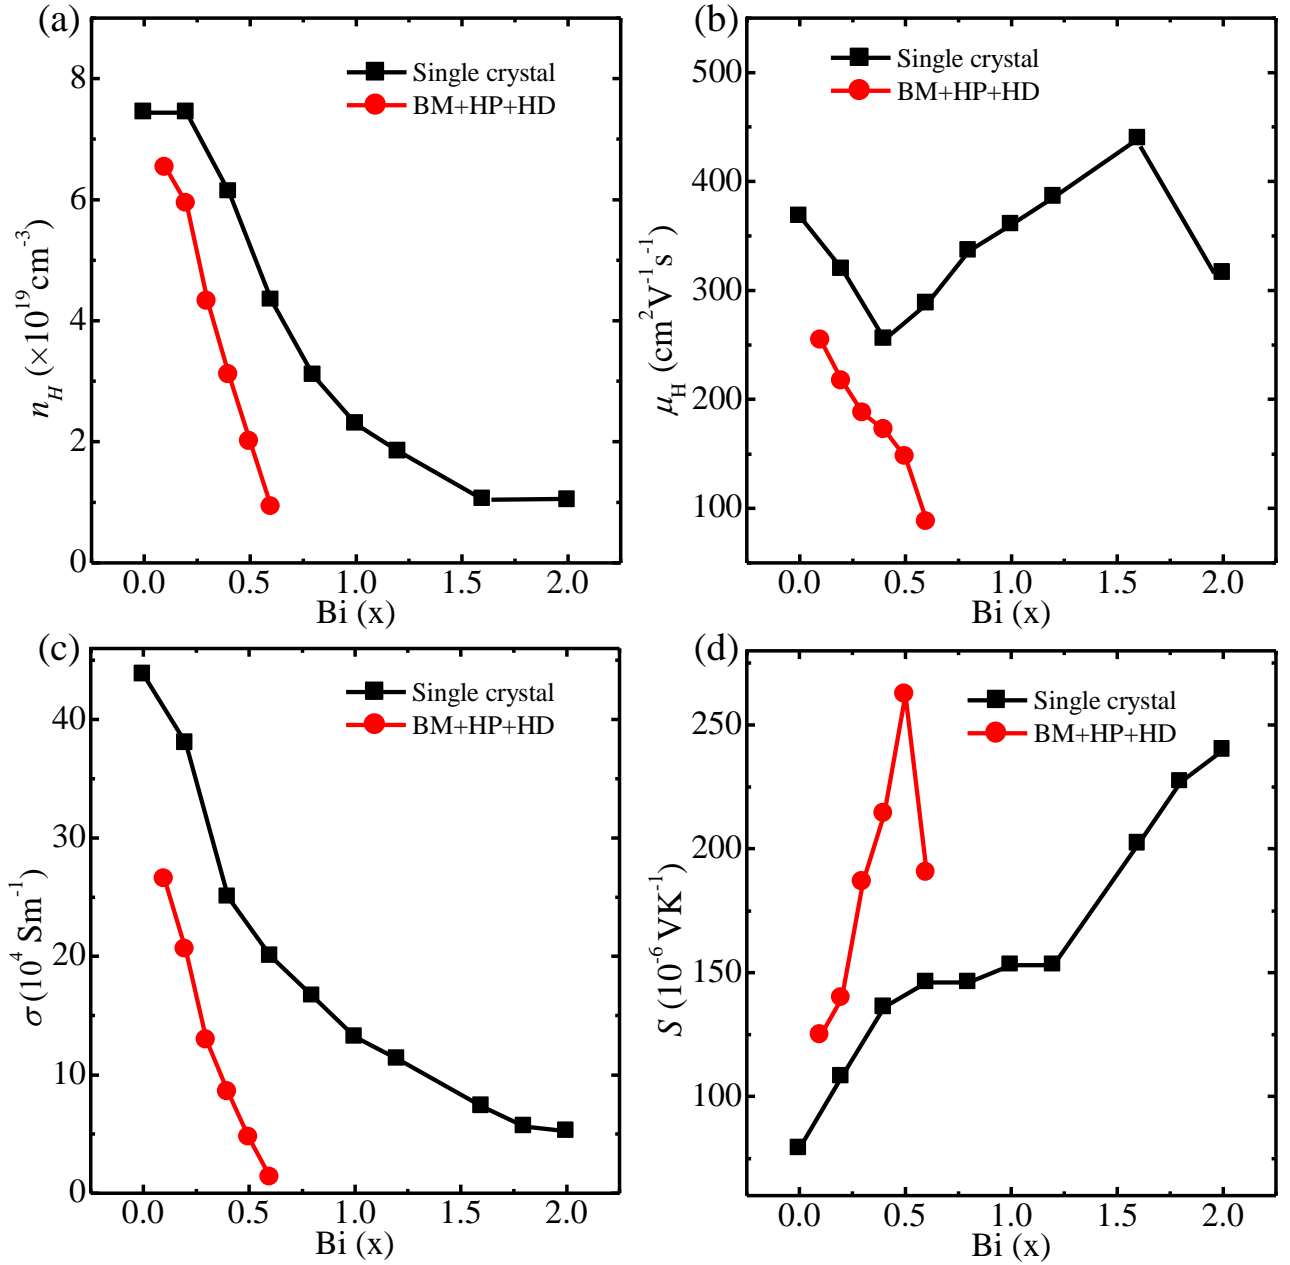 (a)
Single crystal
BM+HP+HD
8
6
4
2
0
n_H (×10^19 cm^-3)
0.0 0.5 1.0 1.5 2.0
Bi (x)
(b)
Single crystal
BM+HP+HD
500
400
300
200
100
μ_H (cm^2V^-1s^-1)
0.0 0.5 1.0 1.5 2.0
Bi (x)
(c)
Single crystal
BM+HP+HD
40
30
20
10
0
σ (10^4 Sm^-1)
0.0 0.5 1.0 1.5 2.0
Bi (x)
(d)
Single crystal
BM+HP+HD
250
200
150
100
S (10^-6 VK^-1)
0.0 0.5 1.0 1.5 2.0
Bi (x)